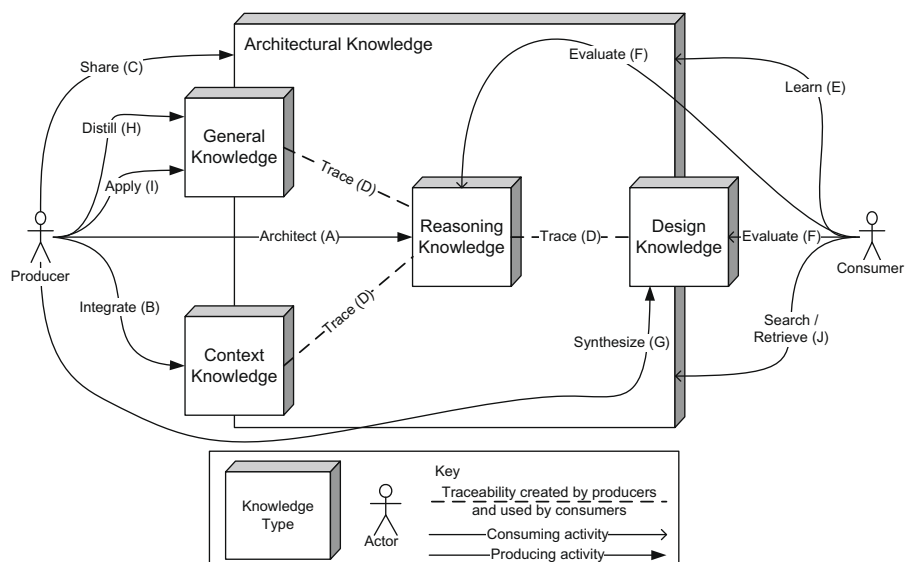 Architectural Knowledge
Share (C)
Evaluate (F)
Learn (E)
Distill (H)
General
Knowledge
Trace (D)
Apply (I)
Reasoning
Knowledge
Design
Knowledge
Architect (A)
Trace (D)
Evaluate (F)
Producer
Consumer
Integrate (B)
Trace (D)
Context
Knowledge
Synthesize (G)
Search /
Retrieve (J)
Key
Knowledge
Type
Actor
Traceability created by producers
and used by consumers
Consuming activity
Producing activity